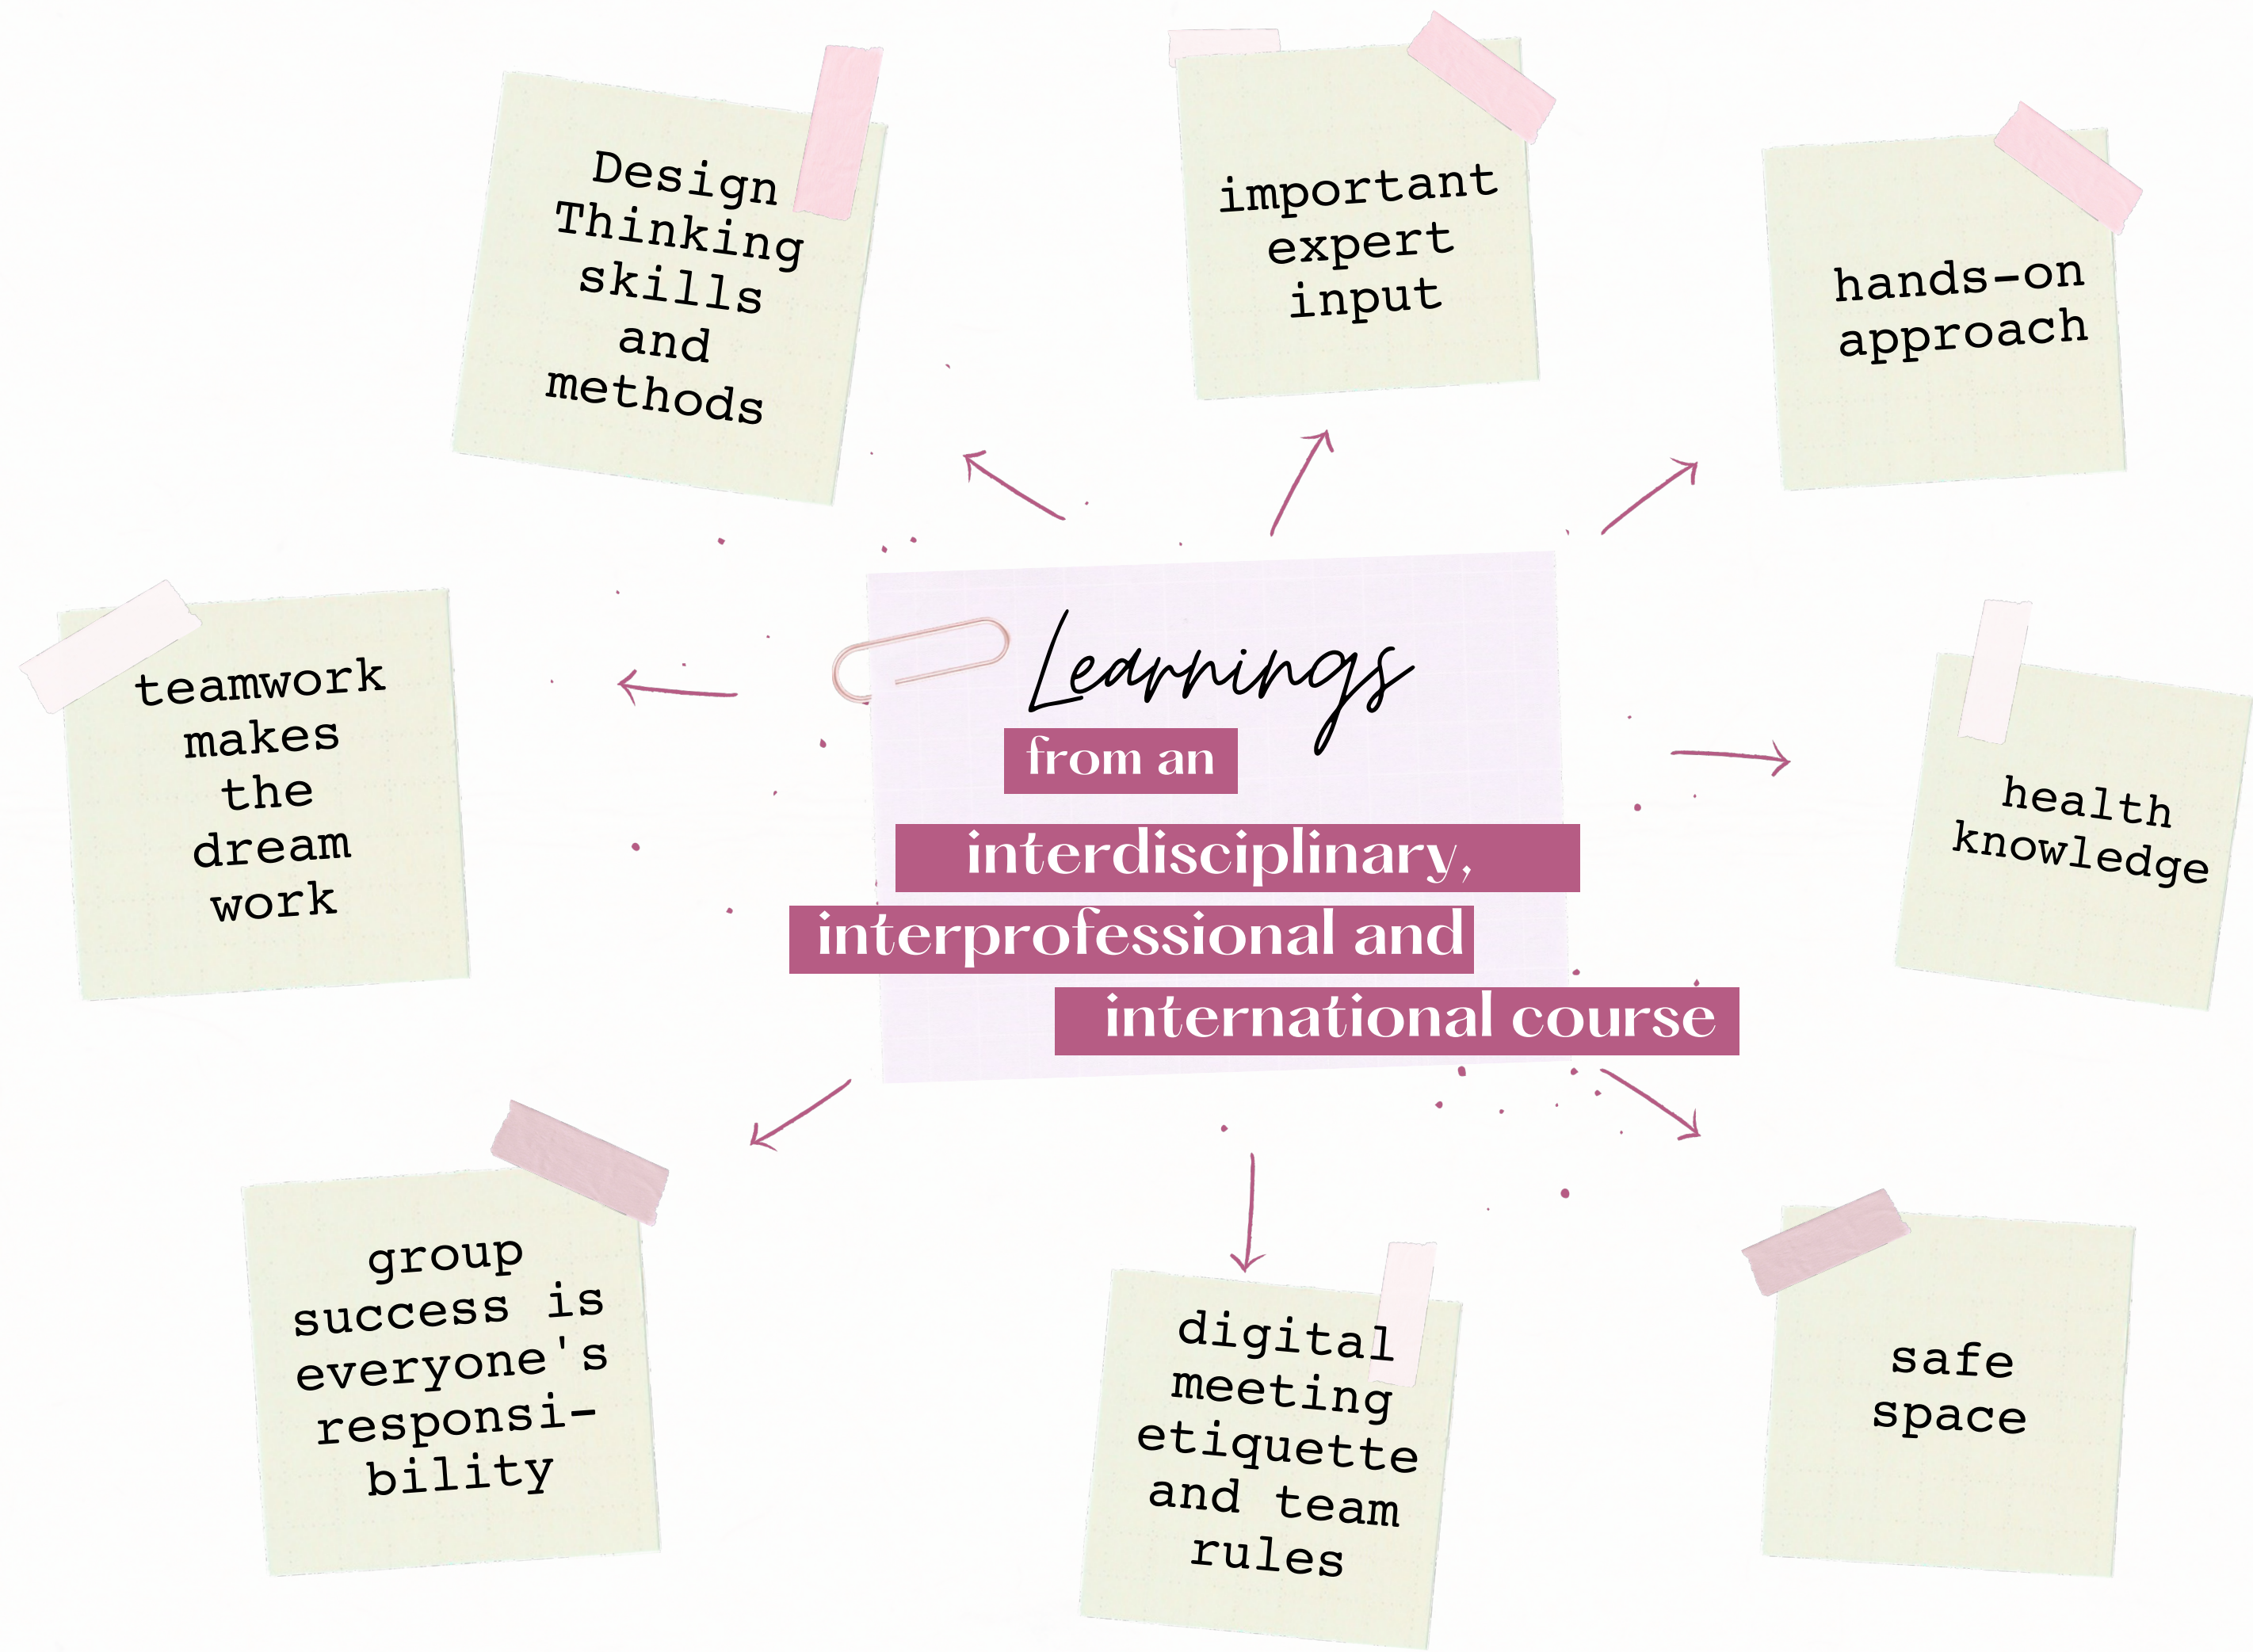 Design
Thinking
skills
and
methods
important
expert
input
hands-on
approach
teamwork
makes
the
dream
work
Learnings
from an
interdisciplinary,
interprofessional and
international course
health
knowledge
group
success is
everyone's
responsi-
bility
digital
meeting
etiquette
and team
rules
safe
space